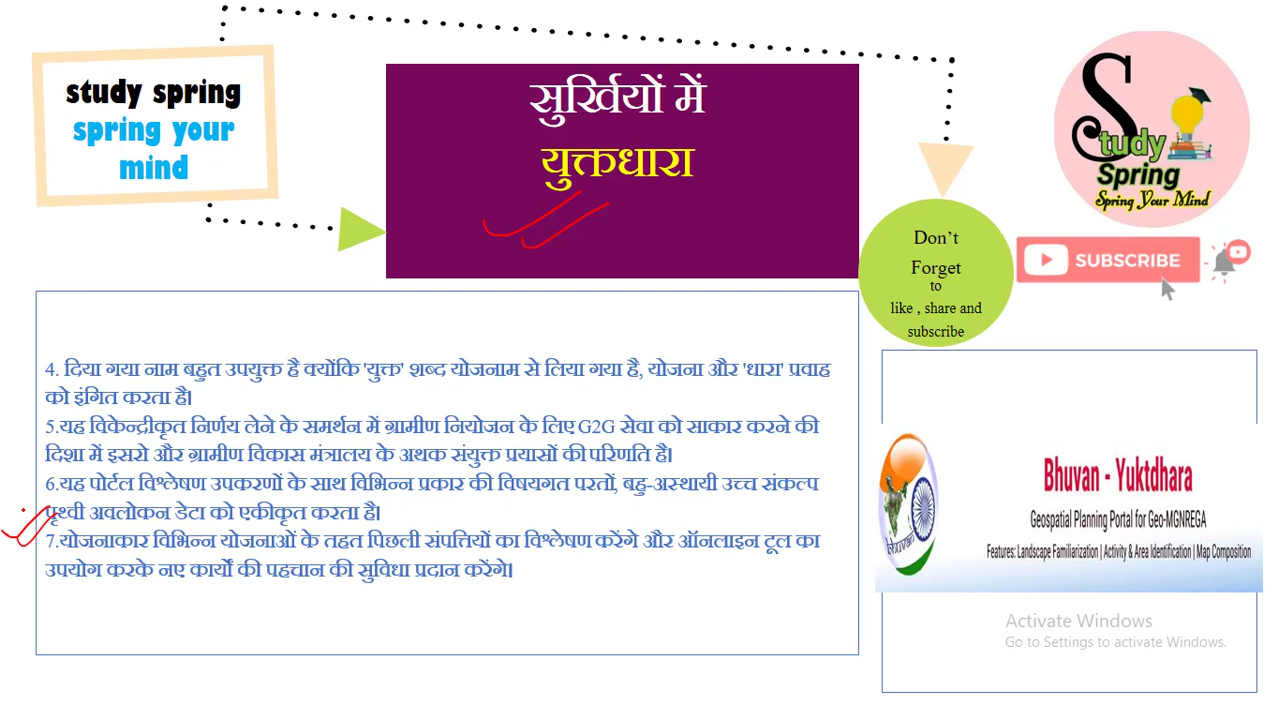 study spring
spring your
mind
सुर्खियों में
युक्तधारा
Study
Spring
Spring Your Mind
Don't
Forget
to
like , share and
subscribe
SUBSCRIBE
4. दिया गया नाम बहुत उपयुक्त है क्योंकि 'युक्त' शब्द योजनाम से लिया गया है, योजना और 'धारा' प्रवाह
को इंगित करता है।
5.यह विकेन्द्रीकृत निर्णय लेने के समर्थन में ग्रामीण नियोजन के लिए G2G सेवा को साकार करने की
दिशा में इसरो और ग्रामीण विकास मंत्रालय के अथक संयुक्त प्रयासों की परिणति है।
6.यह पोर्टल विश्लेषण उपकरणों के साथ विभिन्न प्रकार की विषयगत परतों, बहु-अस्थायी उच्च संकल्प
पृथ्वी अवलोकन डेटा को एकीकृत करता है।
7.योजनाकार विभिन्न योजनाओं के तहत पिछली संपत्तियों का विश्लेषण करेंगे और ऑनलाइन टूल का
उपयोग करके नए कार्यों की पहचान की सुविधा प्रदान करेंगे।
bhuvan
Bhuvan - Yuktdhara
Geospatial Planning Portal for Geo-MGNREGA
Features: Landscape Familiarization | Activity & Area Identification | Map Composition
Activate Windows
Go to Settings to activate Windows.